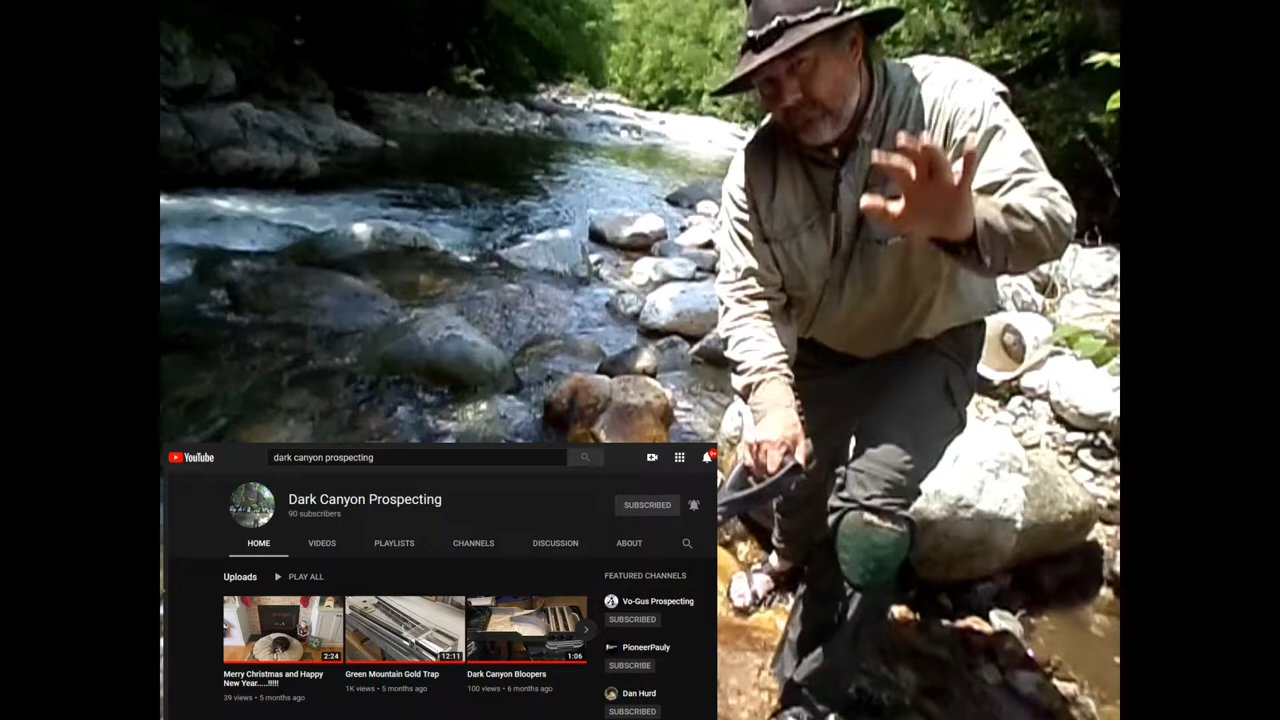 YouTube
dark canyon prospecting
9+
Dark Canyon Prospecting
90 subscribers
SUBSCRIBED
HOME VIDEOS PLAYLISTS CHANNELS DISCUSSION ABOUT
Uploads PLAY ALL
FEATURED CHANNELS
2:24
12:11
1:06
Merry Christmas and Happy
New Year.....!!!!!
39 views • 5 months ago
Green Mountain Gold Trap
1K views • 5 months ago
Dark Canyon Bloopers
100 views • 6 months ago
Vo-Gus Prospecting
SUBSCRIBED
PioneerPauly
SUBSCRIBE
Dan Hurd
SUBSCRIBED